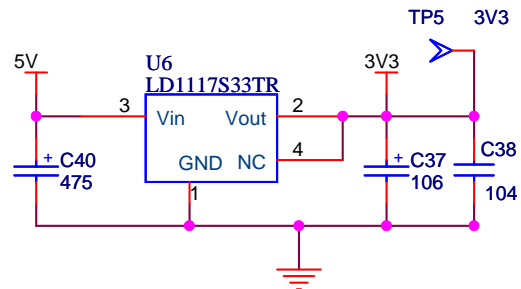 TP5 3V3
5V
U6
LD1117S33TR
3V3
3
Vin
Vout
2
GND
NC
4
1
+
C40
475
+
C37
106
C38
104